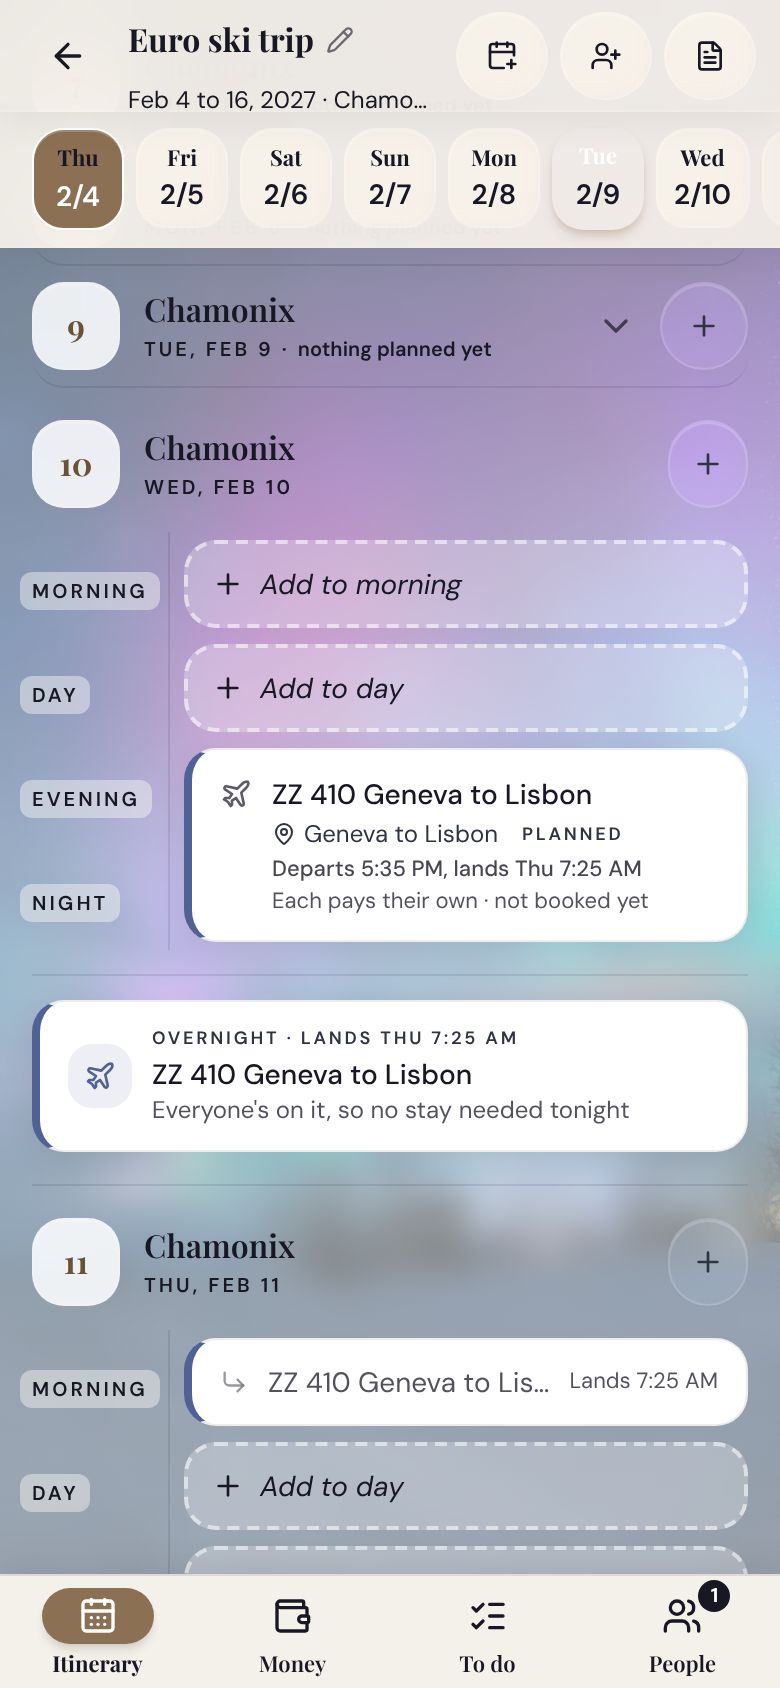 Euro ski trip
Feb 4 to 16, 2027 · Chamo...
Thu
2/4
Fri
2/5
Sat
2/6
Sun
2/7
Mon
2/8
Tue
2/9
Wed
2/10
9
Chamonix
TUE, FEB 9 · nothing planned yet
10
Chamonix
WED, FEB 10
MORNING
Add to morning
DAY
Add to day
EVENING
ZZ 410 Geneva to Lisbon
Geneva to Lisbon PLANNED
Departs 5:35 PM, lands Thu 7:25 AM
Each pays their own · not booked yet
NIGHT
OVERNIGHT · LANDS THU 7:25 AM
ZZ 410 Geneva to Lisbon
Everyone's on it, so no stay needed tonight
11
Chamonix
THU, FEB 11
MORNING
ZZ 410 Geneva to Lis... Lands 7:25 AM
DAY
Add to day
1
Itinerary
Money
To do
People